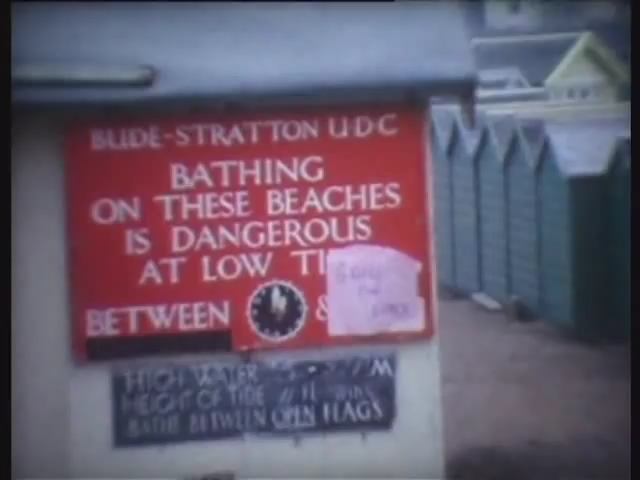 BUDE-STRATTON U·D·C
BATHING
ON THESE BEACHES
IS DANGEROUS
AT LOW
BETWEEN &
HIGH WATER
HEIGHT OF TIDE
BATHE BETWEEN OPEN FLAGS